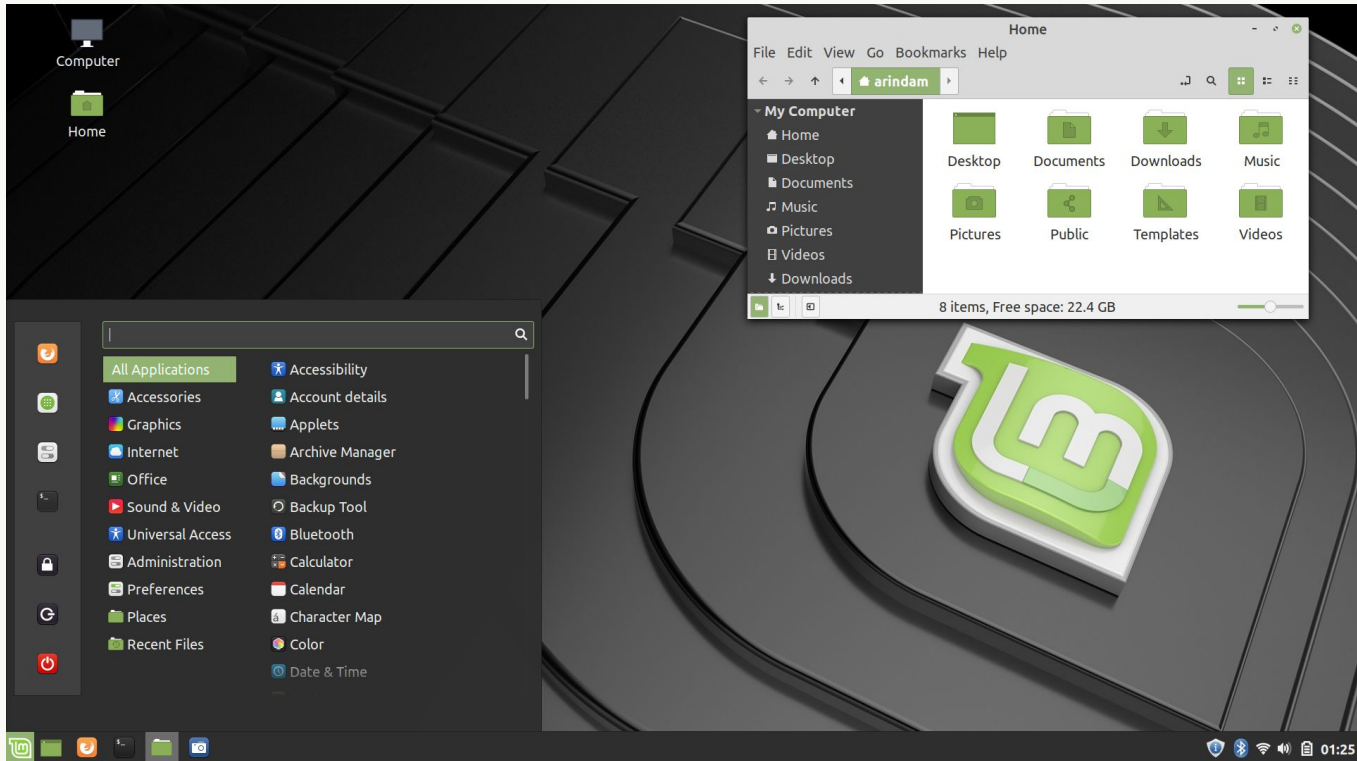 Computer
Home
Home
File Edit View Go Bookmarks Help
arindam
My Computer
Home
Desktop
Documents
Music
Pictures
Videos
Downloads
Desktop Documents Downloads Music
Pictures Public Templates Videos
8 items, Free space: 22.4 GB
All Applications
Accessories
Graphics
Internet
Office
Sound & Video
Universal Access
Administration
Preferences
Places
Recent Files
Accessibility
Account details
Applets
Archive Manager
Backgrounds
Backup Tool
Bluetooth
Calculator
Calendar
Character Map
Color
Date & Time
01:25